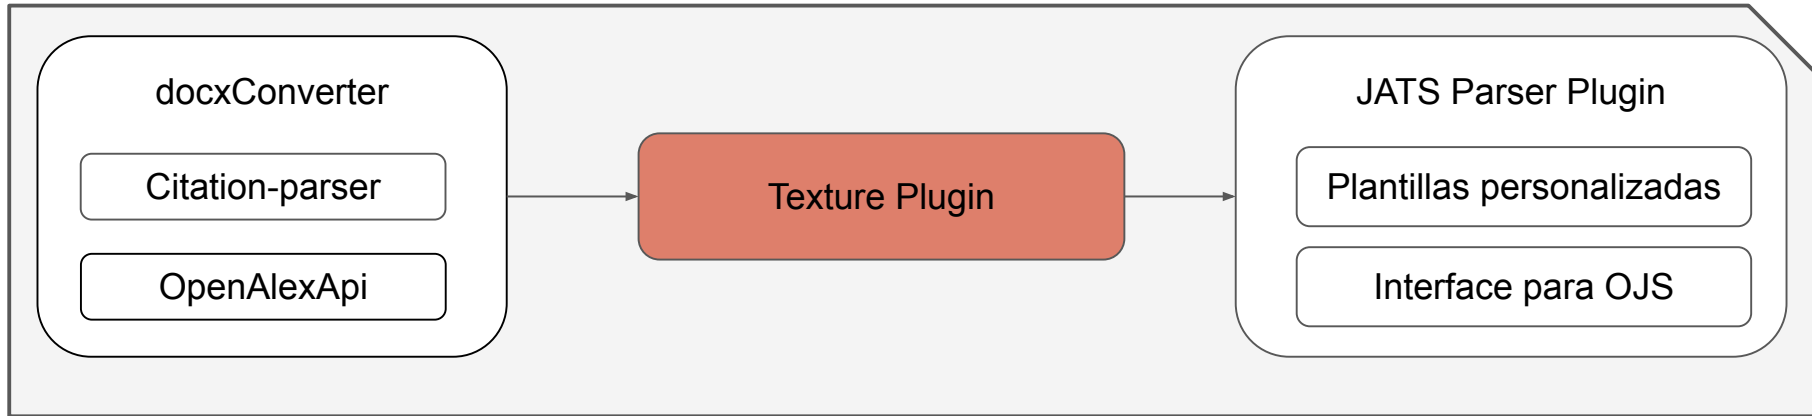 docxConverter
Citation-parser
OpenAlexApi
Texture Plugin
JATS Parser Plugin
Plantillas personalizadas
Interface para OJS